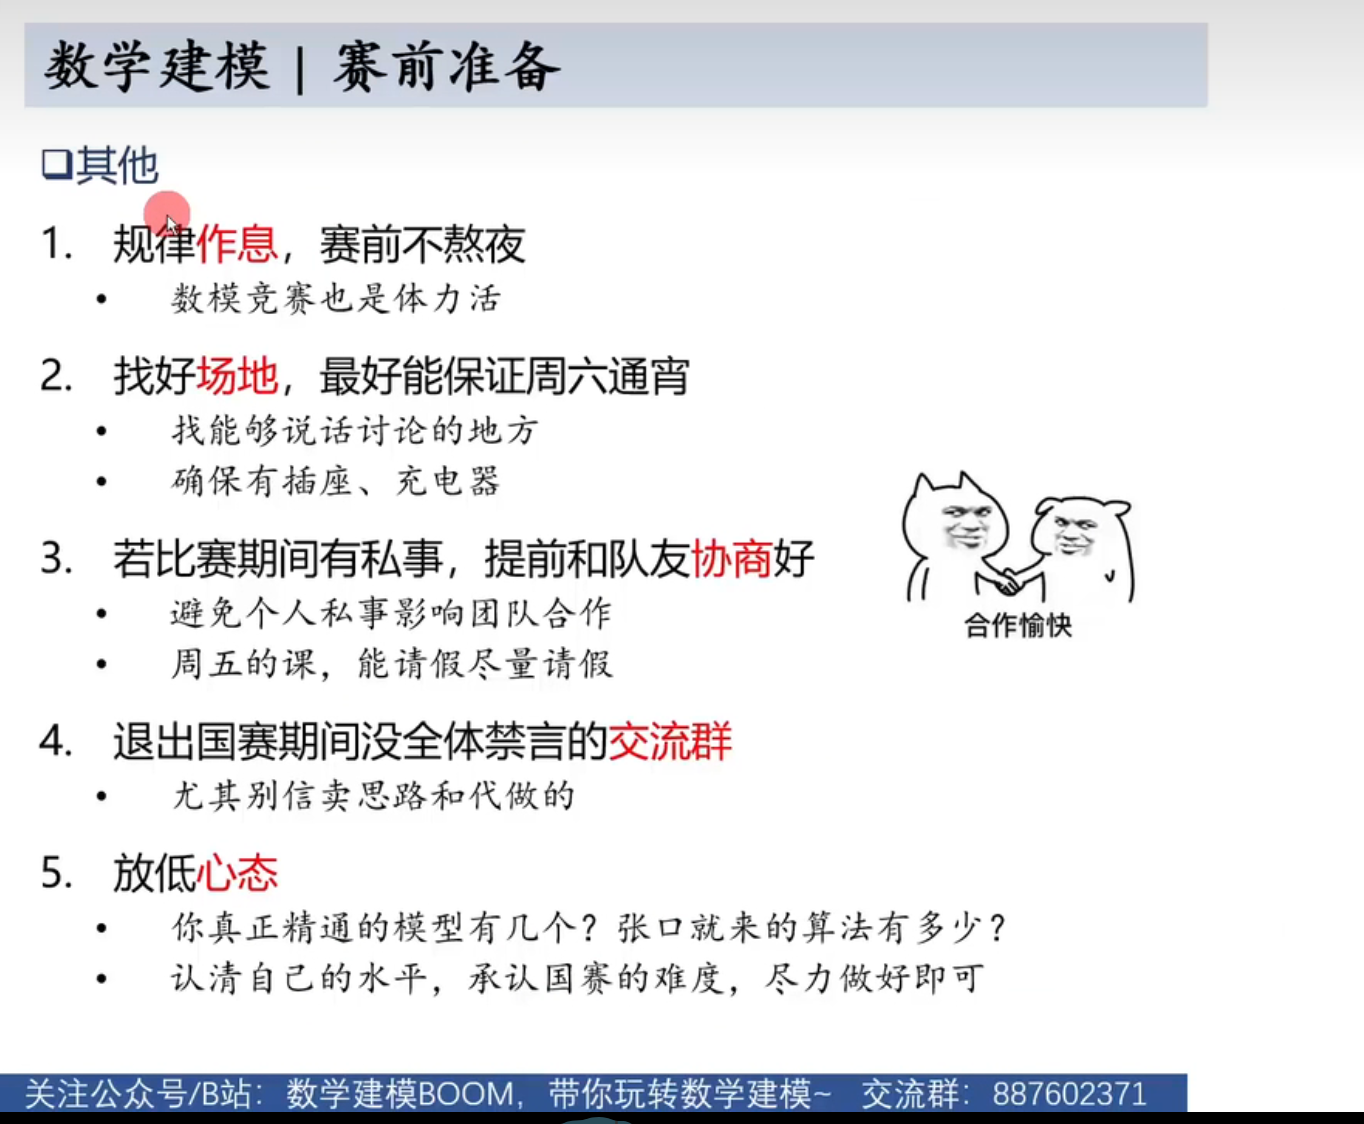 数学建模 | 赛前准备
❑其他
1. 规律作息，赛前不熬夜
• 数模竞赛也是体力活
2. 找好场地，最好能保证周六通宵
• 找能够说话讨论的地方
• 确保有插座、充电器
3. 若比赛期间有私事，提前和队友协商好
• 避免个人私事影响团队合作
• 周五的课，能请假尽量请假
合作愉快
4. 退出国赛期间没全体禁言的交流群
• 尤其别信卖思路和代做的
5. 放低心态
• 你真正精通的模型有几个？张口就来的算法有多少？
• 认清自己的水平，承认国赛的难度，尽力做好即可
关注公众号/B站：数学建模BOOM，带你玩转数学建模~ 交流群：887602371